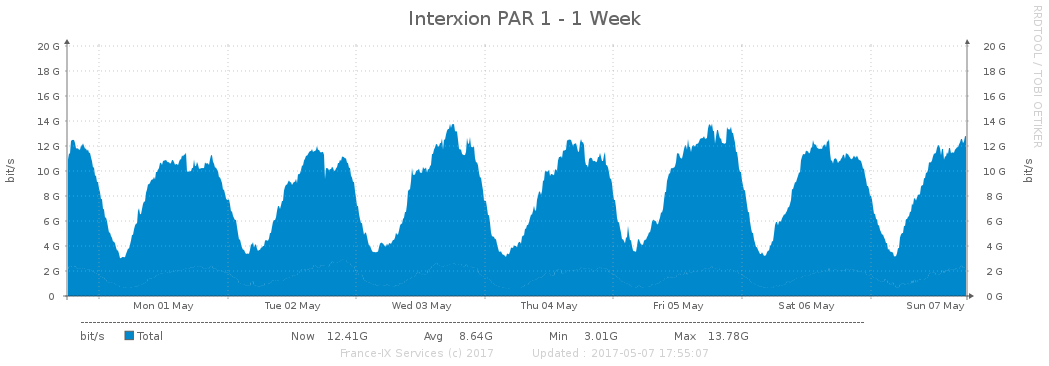 Interxion PAR 1 - 1 Week
RRDTOOL / TOBI OETIKER
20 G 20 G
18 G 18 G
16 G 16 G
14 G 14 G
12 G 12 G
10 G 10 G
8 G 8 G
6 G 6 G
4 G 4 G
2 G 2 G
0 0 G
bit/s
bit/s
Mon 01 May Tue 02 May Wed 03 May Thu 04 May Fri 05 May Sat 06 May Sun 07 May
bit/s Total Now 12.41G Avg 8.64G Min 3.01G Max 13.78G
France-IX Services (c) 2017 Updated : 2017-05-07 17:55:07